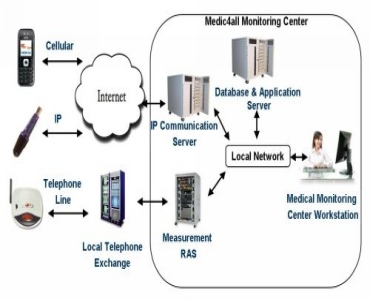 Medic4all Monitoring Center
Cellular
Internet
Database & Application
Server
IP
IP Communication
Server
Local Network
Telephone
Line
Medical Monitoring
Center Workstation
Local Telephone
Exchange
Measurement
RAS